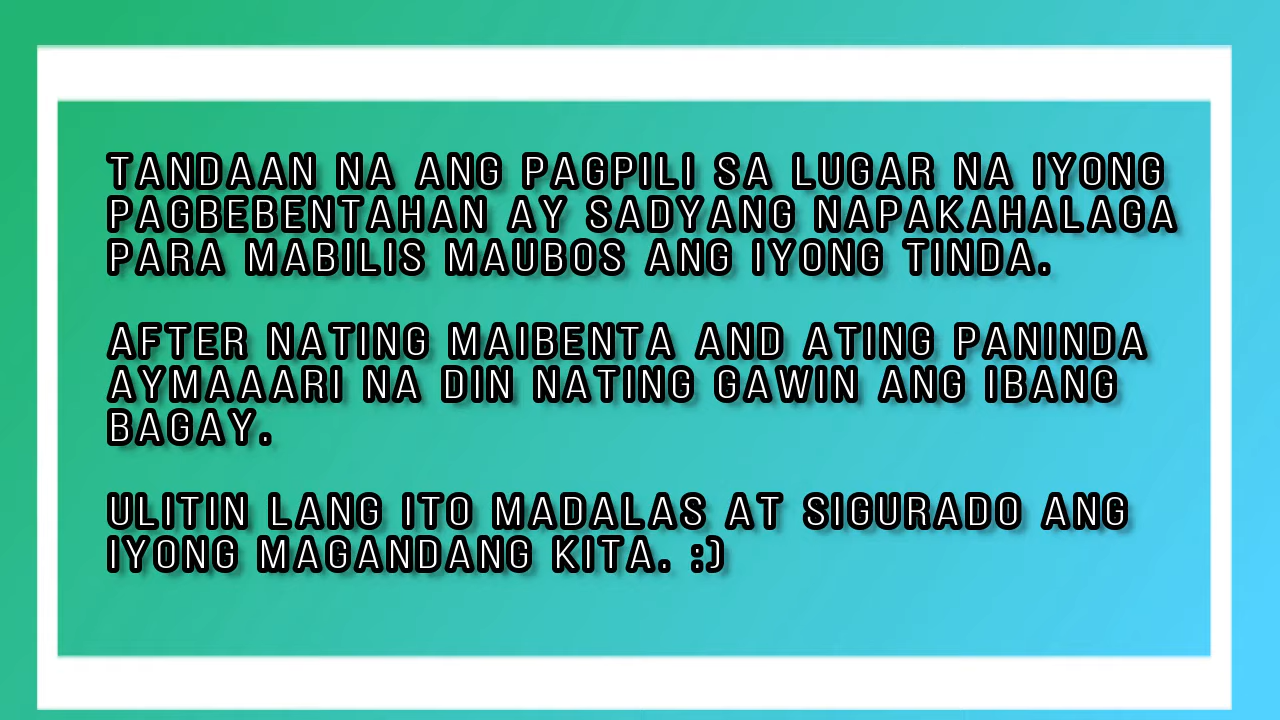 TANDAAN NA ANG PAGPILI SA LUGAR NA IYONG
PAGBEBENTAHAN AY SADYANG NAPAKAHALAGA
PARA MABILIS MAUBOS ANG IYONG TINDA.
AFTER NATING MAIBENTA AND ATING PANINDA
AYMAAARI NA DIN NATING GAWIN ANG IBANG
BAGAY.
ULITIN LANG ITO MADALAS AT SIGURADO ANG
IYONG MAGANDANG KITA. :)